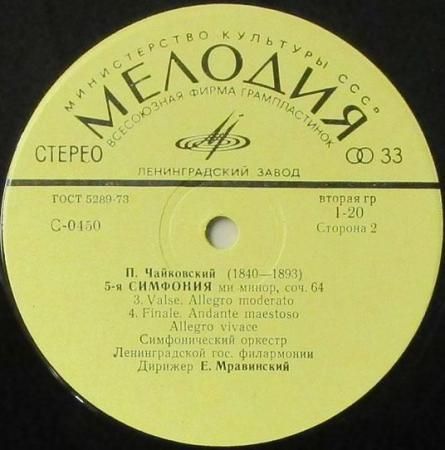 МИНИСТЕРСТВО КУЛЬТУРЫ СССР
МЕЛОДИЯ
ВСЕСОЮЗНАЯ ФИРМА ГРАМПЛАСТИНОК
СТЕРЕО
33
ЛЕНИНГРАДСКИЙ ЗАВОД
ГОСТ 5289-73
вторая гр
С-0450
1-20
Сторона 2
П. Чайковский (1840—1893)
5-я СИМФОНИЯ ми минор, соч. 64
3. Valse. Allegro moderato
4. Finale. Andante maestoso
Allegro vivace
Симфонический оркестр
Ленинградской гос. филармонии
Дирижер Е. Мравинский